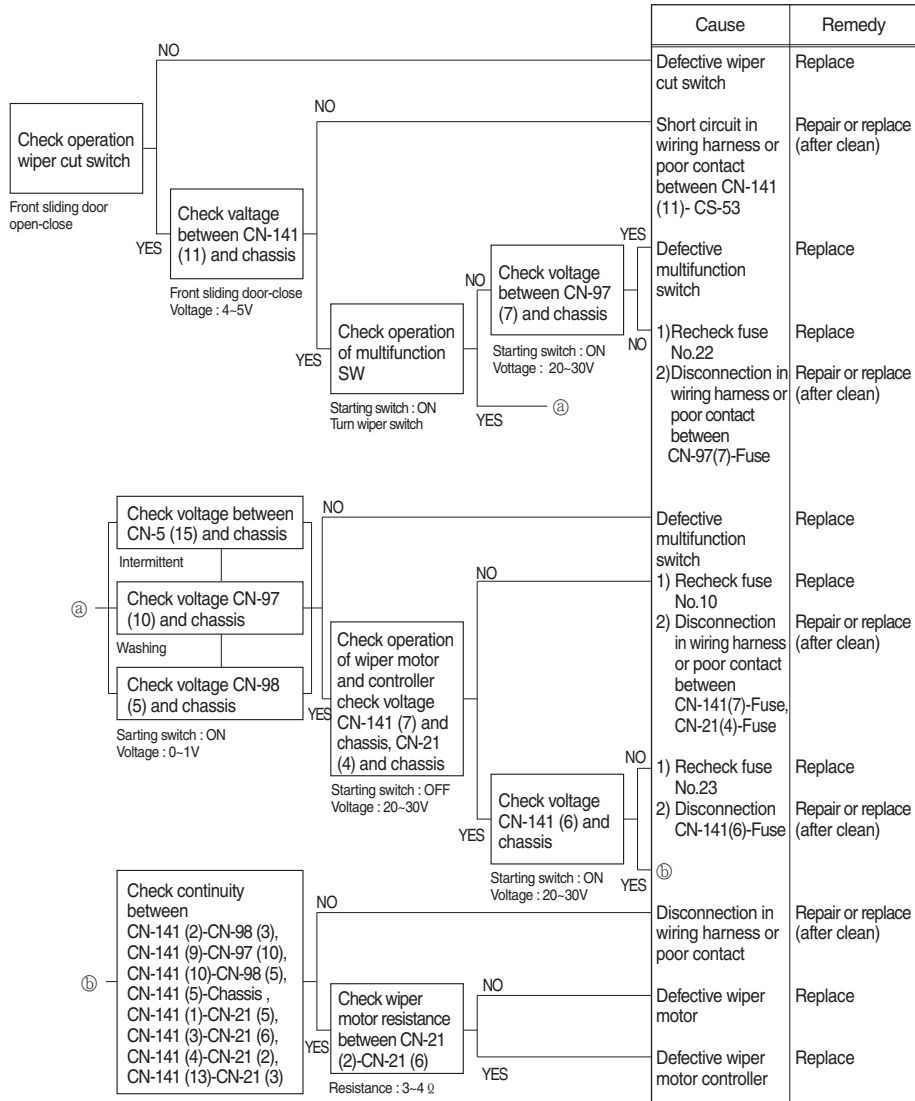 Cause
Remedy
NO
Defective wiper
cut switch
Replace
Check operation
wiper cut switch
Front sliding door
open-close
YES
NO
Short circuit in
wiring harness or
poor contact
between CN-141
(11)- CS-53
Repair or replace
(after clean)
Check valtage
between CN-141
(11) and chassis
Front sliding door-close
Voltage : 4~5V
YES
Check operation
of multifunction
SW
Starting switch : ON
Turn wiper switch
NO
Check voltage
between CN-97
(7) and chassis
Starting switch : ON
Vottage : 20~30V
YES
Defective
multifunction
switch
Replace
NO
1)Recheck fuse
No.22
Replace
2)Disconnection in
wiring harness or
poor contact
between
CN-97(7)-Fuse
Repair or replace
(after clean)
YES
ⓐ
ⓐ
Check voltage between
CN-5 (15) and chassis
Intermittent
Check voltage CN-97
(10) and chassis
Washing
Check voltage CN-98
(5) and chassis
Sarting switch : ON
Voltage : 0~1V
NO
Defective
multifunction
switch
Replace
YES
Check operation
of wiper motor
and controller
check voltage
CN-141 (7) and
chassis, CN-21
(4) and chassis
Starting switch : OFF
Voltage : 20~30V
NO
1) Recheck fuse
No.10
Replace
2) Disconnection
in wiring harness
or poor contact
between
CN-141(7)-Fuse,
CN-21(4)-Fuse
Repair or replace
(after clean)
YES
Check voltage
CN-141 (6) and
chassis
Starting switch : ON
Voltage : 20~30V
NO
1) Recheck fuse
No.23
Replace
2) Disconnection
CN-141(6)-Fuse
Repair or replace
(after clean)
YES
ⓑ
ⓑ
Check continuity
between
CN-141 (2)-CN-98 (3),
CN-141 (9)-CN-97 (10),
CN-141 (10)-CN-98 (5),
CN-141 (5)-Chassis ,
CN-141 (1)-CN-21 (5),
CN-141 (3)-CN-21 (6),
CN-141 (4)-CN-21 (2),
CN-141 (13)-CN-21 (3)
NO
Disconnection in
wiring harness or
poor contact
Repair or replace
(after clean)
YES
Check wiper
motor resistance
between CN-21
(2)-CN-21 (6)
Resistance : 3~4 Ω
NO
Defective wiper
motor
Replace
YES
Defective wiper
motor controller
Replace